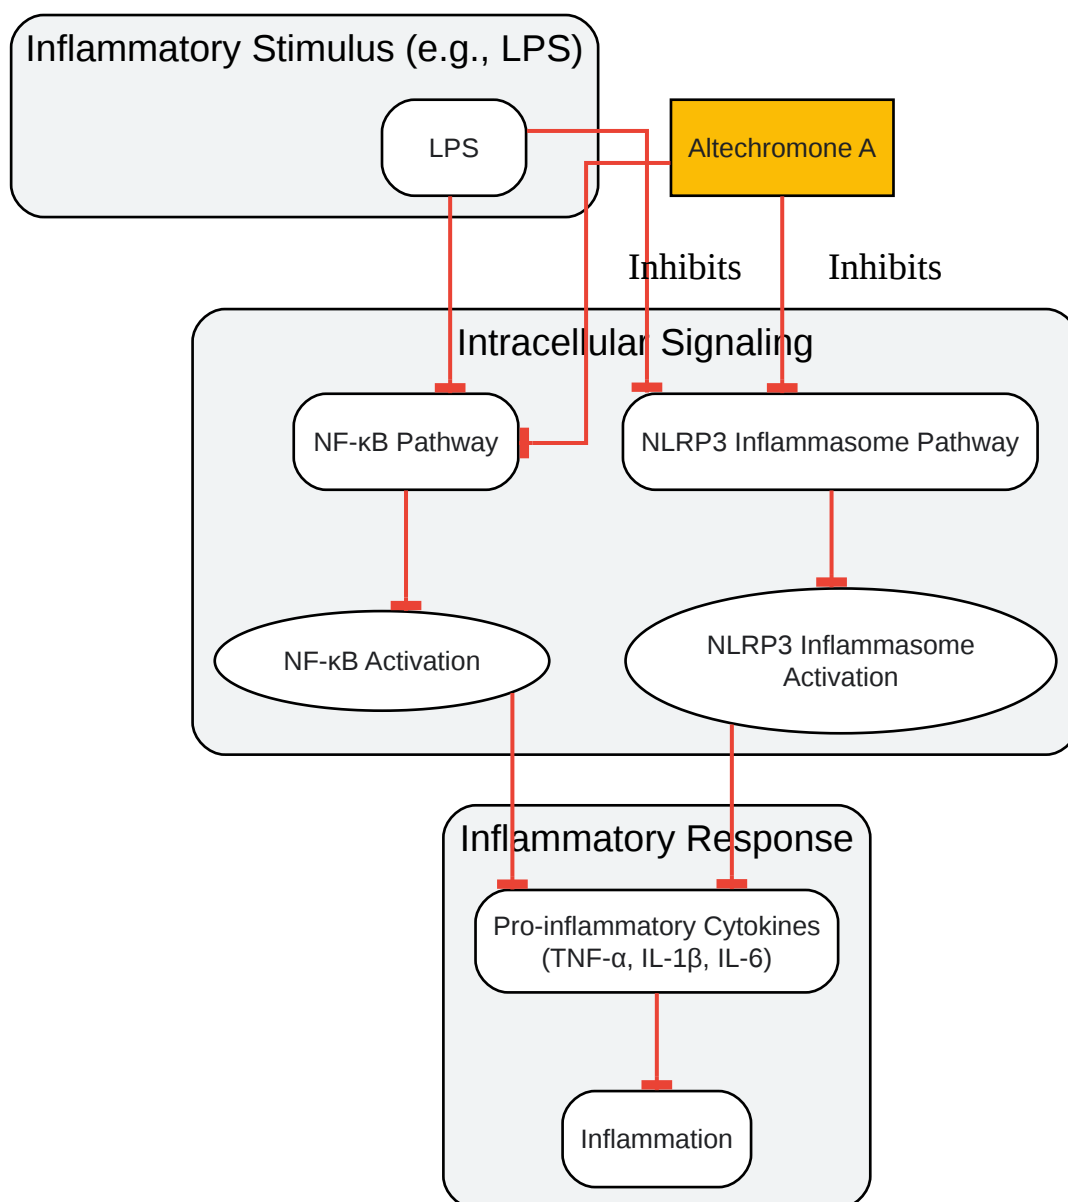 Inflammatory Stimulus (e.g., LPS)
LPS
Altechromone A
Inhibits
Inhibits
Intracellular Signaling
NF-κB Pathway
NLRP3 Inflammasome Pathway
NF-κB Activation
NLRP3 Inflammasome
Activation
Inflammatory Response
Pro-inflammatory Cytokines
(TNF-α, IL-1β, IL-6)
Inflammation